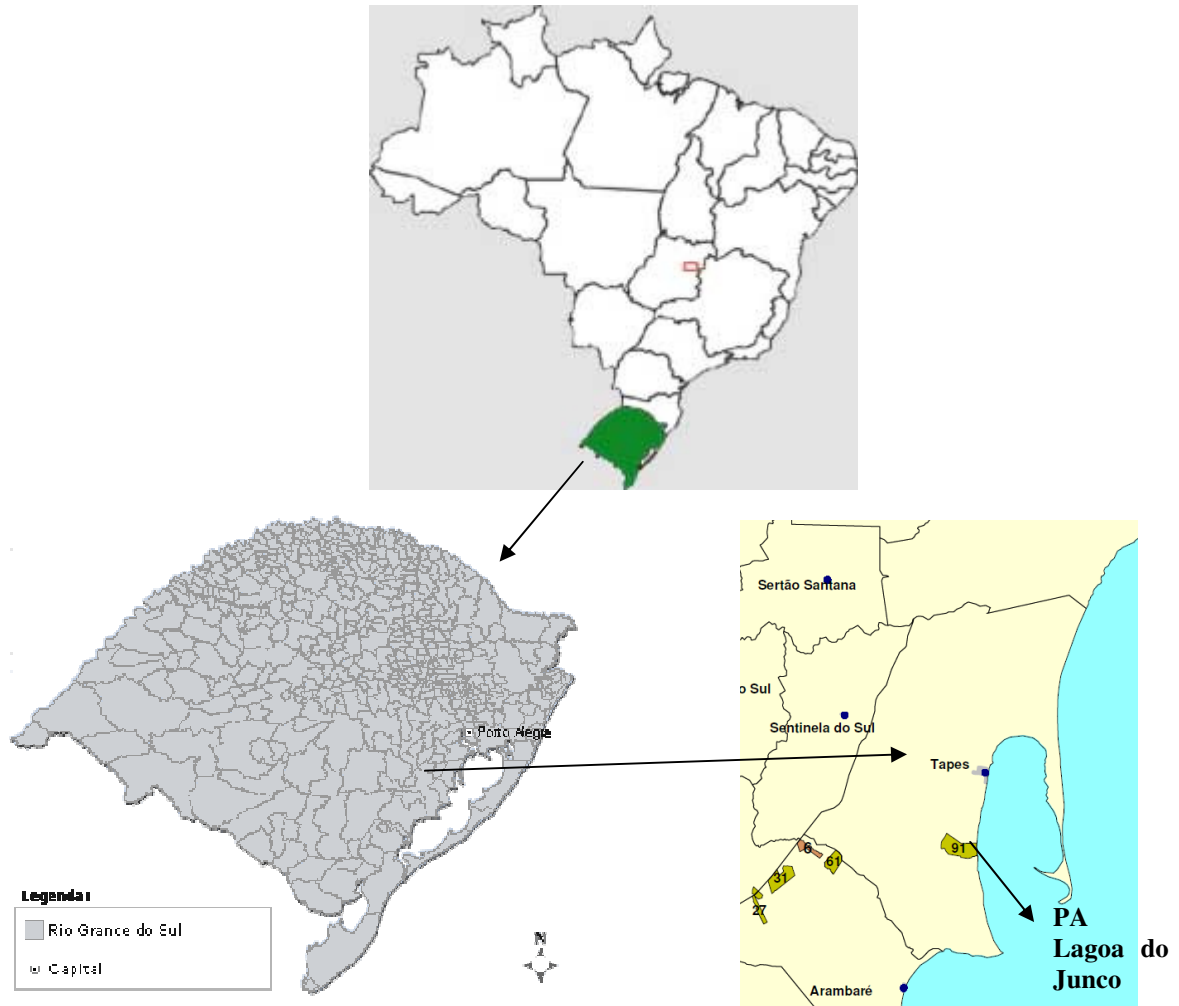 Porto Alegre
Legenda:
Rio Grance do Sul
Capital
N
Sertão Santana
o Sul
Sentinela do Sul
Tapes
91
6
61
31
27
PA
Lagoa do
Junco
Arambaré